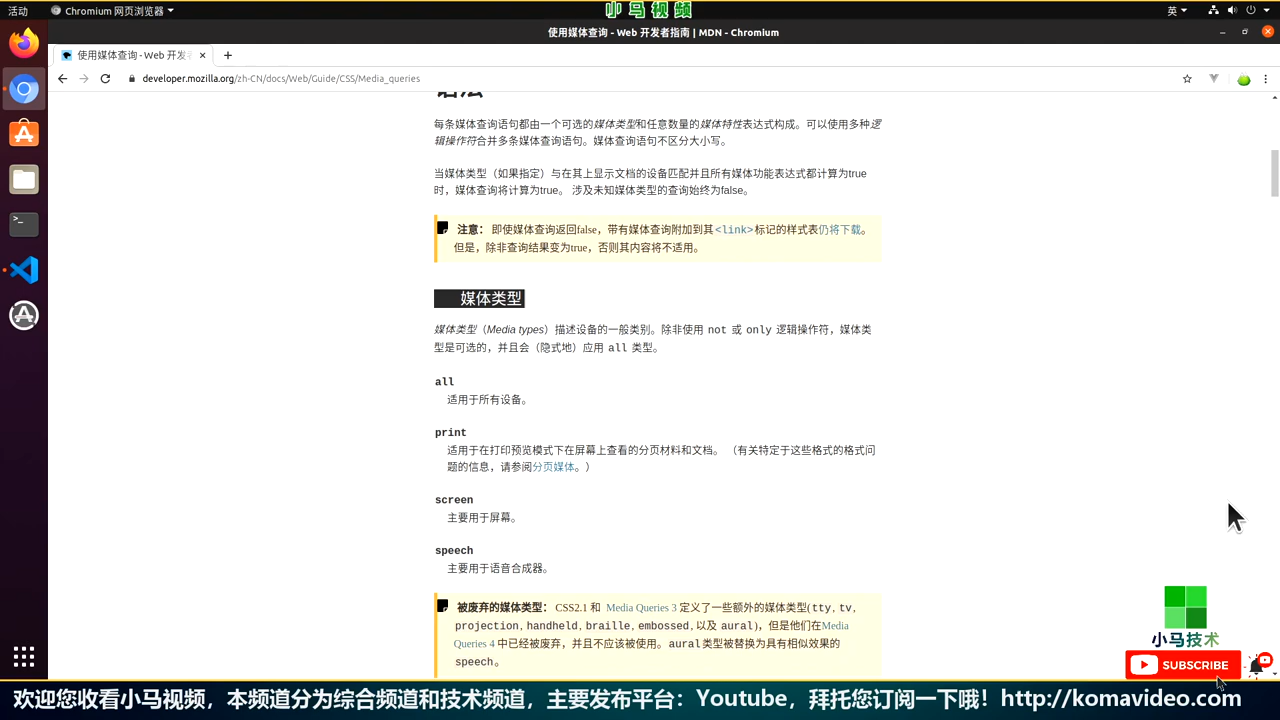 活动
Chromium 网页浏览器
小马视频
英
使用媒体查询 - Web 开发者指南 | MDN - Chromium
使用媒体查询 - Web 开发
developer.mozilla.org/zh-CN/docs/Web/Guide/CSS/Media_queries
语法
每条媒体查询语句都由一个可选的媒体类型和任意数量的媒体特性表达式构成。可以使用多种逻
辑操作符合并多条媒体查询语句。媒体查询语句不区分大小写。
当媒体类型（如果指定）与在其上显示文档的设备匹配并且所有媒体功能表达式都计算为true
时，媒体查询将计算为true。 涉及未知媒体类型的查询始终为false。
注意： 即使媒体查询返回false，带有媒体查询附加到其<link>标记的样式表仍将下载。
但是，除非查询结果变为true，否则其内容将不适用。
媒体类型
媒体类型（Media types）描述设备的一般类别。除非使用 not 或 only 逻辑操作符，媒体类
型是可选的，并且会（隐式地）应用 all 类型。
all
适用于所有设备。
print
适用于在打印预览模式下在屏幕上查看的分页材料和文档。 （有关特定于这些格式的格式问
题的信息，请参阅分页媒体。）
screen
主要用于屏幕。
speech
主要用于语音合成器。
被废弃的媒体类型： CSS2.1 和 Media Queries 3 定义了一些额外的媒体类型(tty, tv,
projection, handheld, braille, embossed, 以及 aural)，但是他们在Media
Queries 4 中已经被废弃，并且不应该被使用。aural类型被替换为具有相似效果的
speech。
小马技术
SUBSCRIBE
欢迎您收看小马视频，本频道分为综合频道和技术频道，主要发布平台：Youtube，拜托您订阅一下哦！http://komavideo.com